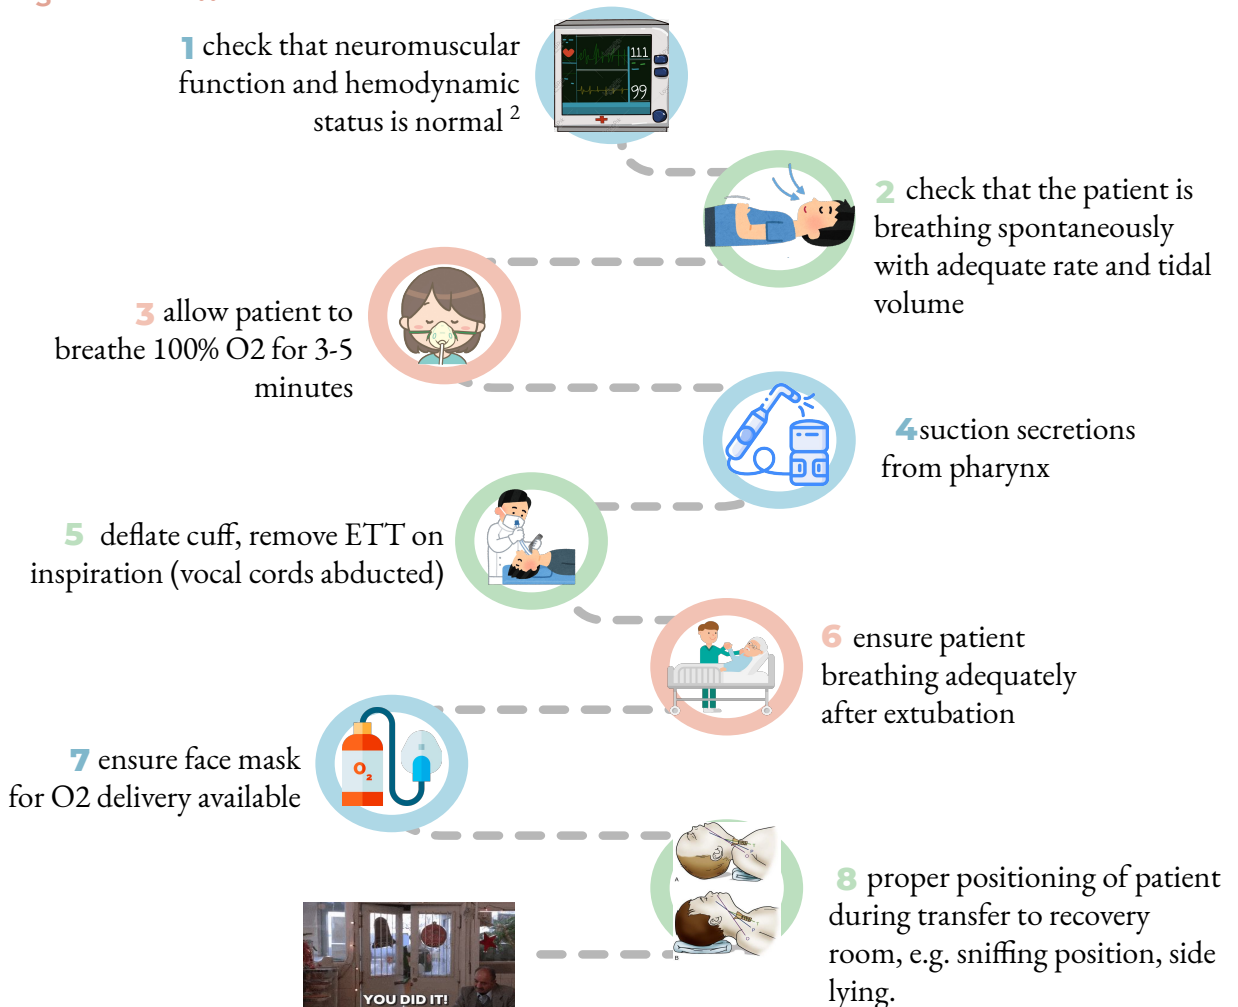 1 check that neuromuscular
function and hemodynamic
status is normal 2
111
99
2 check that the patient is
breathing spontaneously
with adequate rate and tidal
volume
3 allow patient to
breathe 100% O2 for 3-5
minutes
4 suction secretions
from pharynx
5 deflate cuff, remove ETT on
inspiration (vocal cords abducted)
6 ensure patient
breathing adequately
after extubation
7 ensure face mask
for O2 delivery available
O2
A
B
8 proper positioning of patient
during transfer to recovery
room, e.g. sniffing position, side
lying.
YOU DID IT!